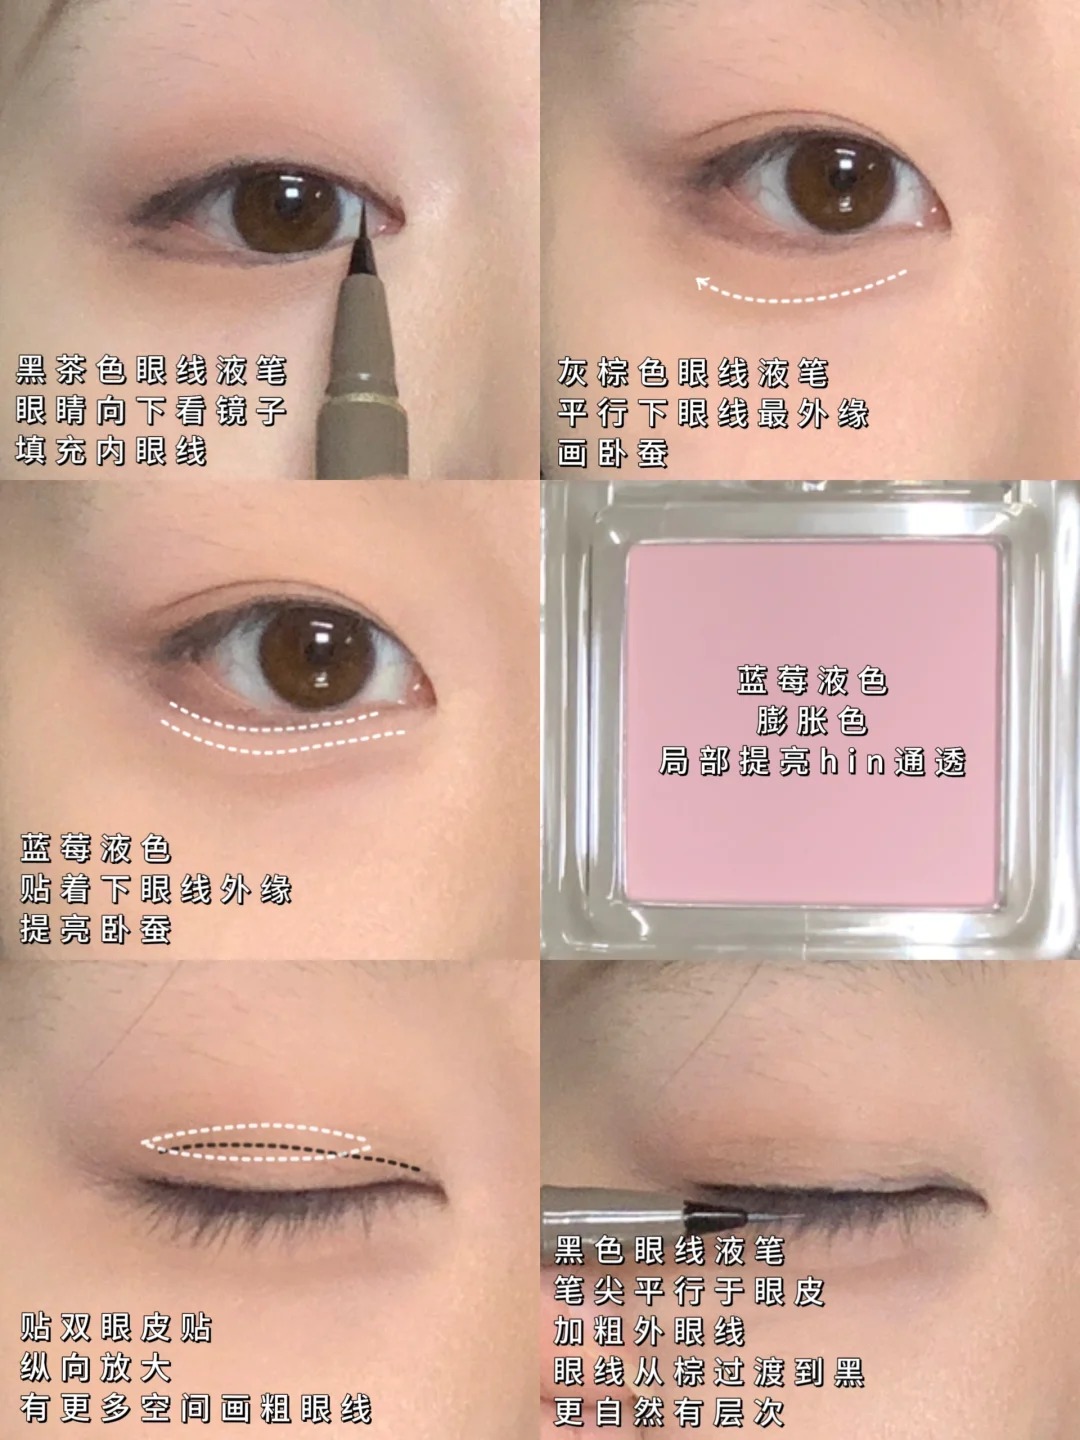 黑茶色眼线液笔
眼睛向下看镜子
填充内眼线
灰棕色眼线液笔
平行下眼线最外缘
画卧蚕
蓝莓液色
贴着下眼线外缘
提亮卧蚕
蓝莓液色
膨胀色
局部提亮hin通透
贴双眼皮贴
纵向放大
有更多空间画粗眼线
黑色眼线液笔
笔尖平行于眼皮
加粗外眼线
眼线从棕过渡到黑
更自然有层次